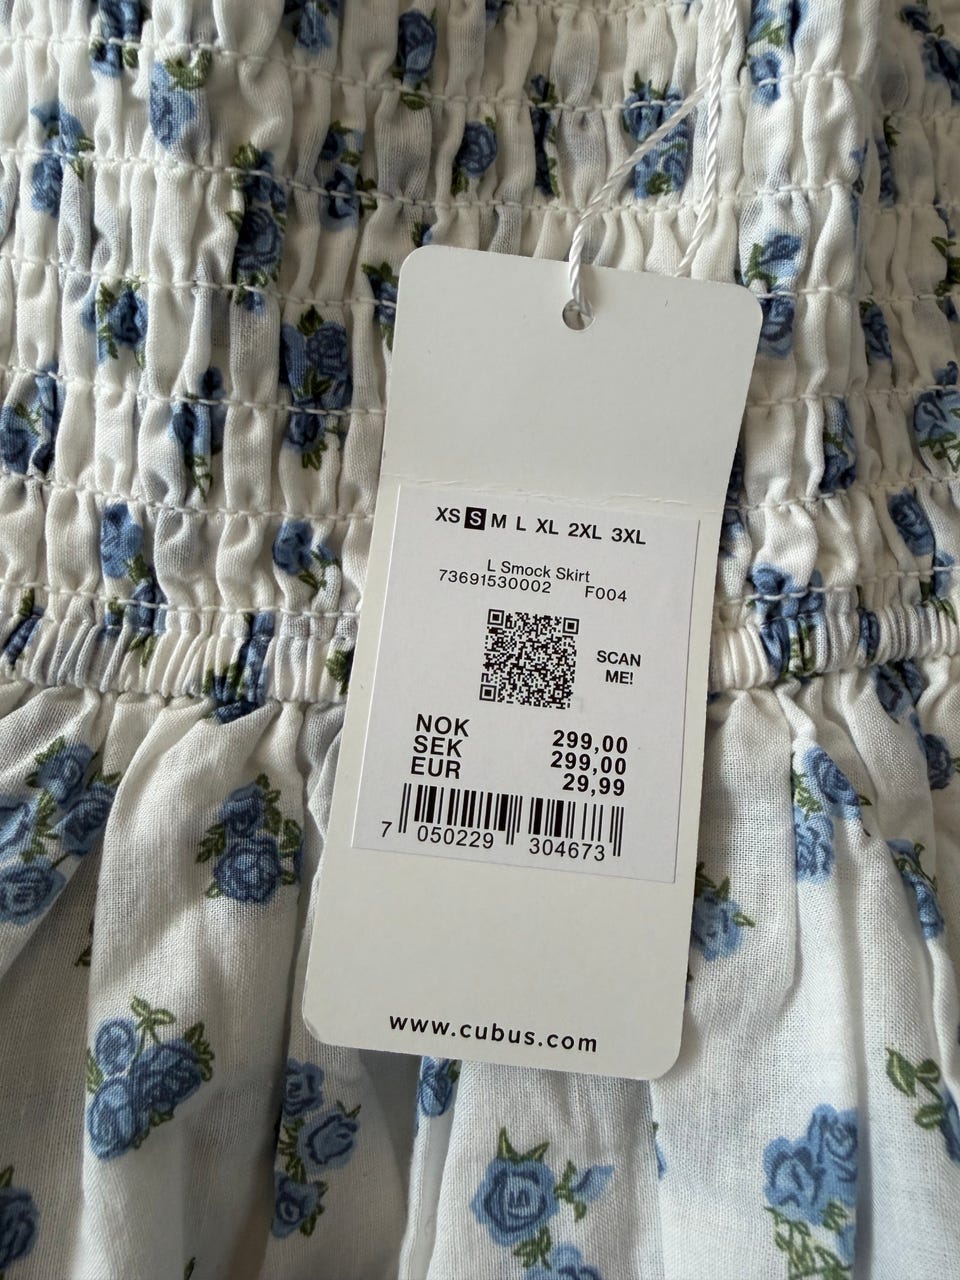 XS S M L XL 2XL 3XL
L Smock Skirt
73691530002 F004
SCAN
ME!
NOK 299,00
SEK 299,00
EUR 29,99
7 050229 304673
www.cubus.com